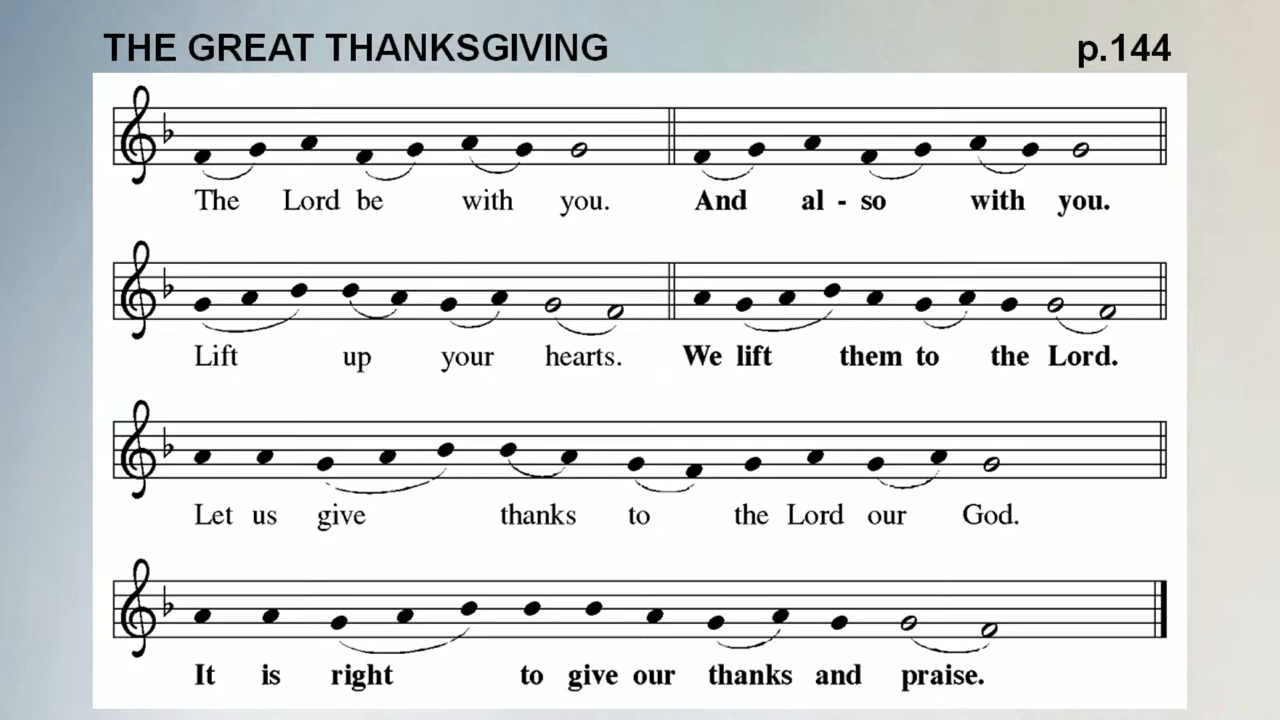 THE GREAT THANKSGIVING p.144
The Lord be with you. And al - so with you.
Lift up your hearts. We lift them to the Lord.
Let us give thanks to the Lord our God.
It is right to give our thanks and praise.